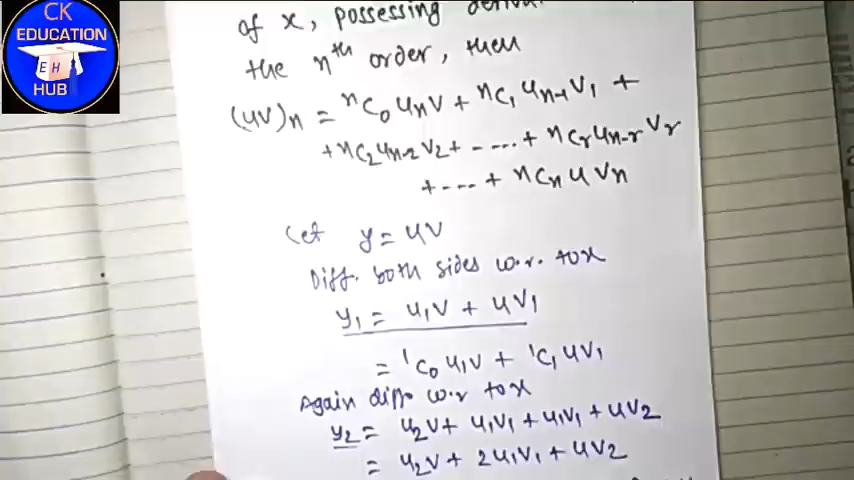 CK
EDUCATION
EH
HUB
of x, possessing
the nth order, then
(uv)n = ⁿC₀ uₙV + ⁿC₁ uₙ₋₁V₁ +
+ ⁿC₂ uₙ₋₂ V₂ + - .... + ⁿCᵣ uₙ₋ᵣ Vᵣ
+ - - .. + ⁿCₙ u Vₙ
Let y = uv
Diff. both sides w.r. to x
y₁ = u₁V + uV₁
= ¹C₀ u₁V + ¹C₁ uV₁
Again diff w.r to x
y₂ = u₂V + u₁V₁ + u₁V₁ + uV₂
= u₂V + 2u₁V₁ + uV₂